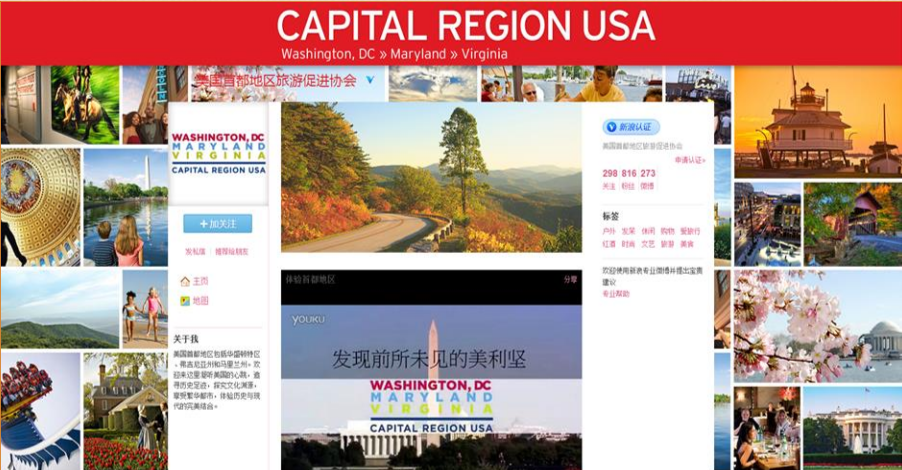 CAPITAL REGION USA
Washington, DC » Maryland » Virginia
美国首都地区旅游促进协会
WASHINGTON, DC
MARYLAND
VIRGINIA
CAPITAL REGION USA
+加关注
发私信 推荐给朋友
主页
地图
关于我
美国首都地区包括华盛顿特区
、弗吉尼亚州和马里兰州。欢
迎来这里凝听美国的心跳，追
寻历史足迹，探究文化渊源，
享受繁华都市，体验历史与现
代的完美结合。
体验首都地区
分享
YOUKU
发现前所未见的美利坚
WASHINGTON, DC
MARYLAND
VIRGINIA
CAPITAL REGION USA
新浪认证
美国首都地区旅游促进协会
申请认证»
298 816 273
关注 粉丝 微博
标签
户外 发呆 休闲 购物 爱旅行
红酒 时尚 文艺 旅游 美食
欢迎使用新浪专业微博并提出宝贵
建议
专业帮助